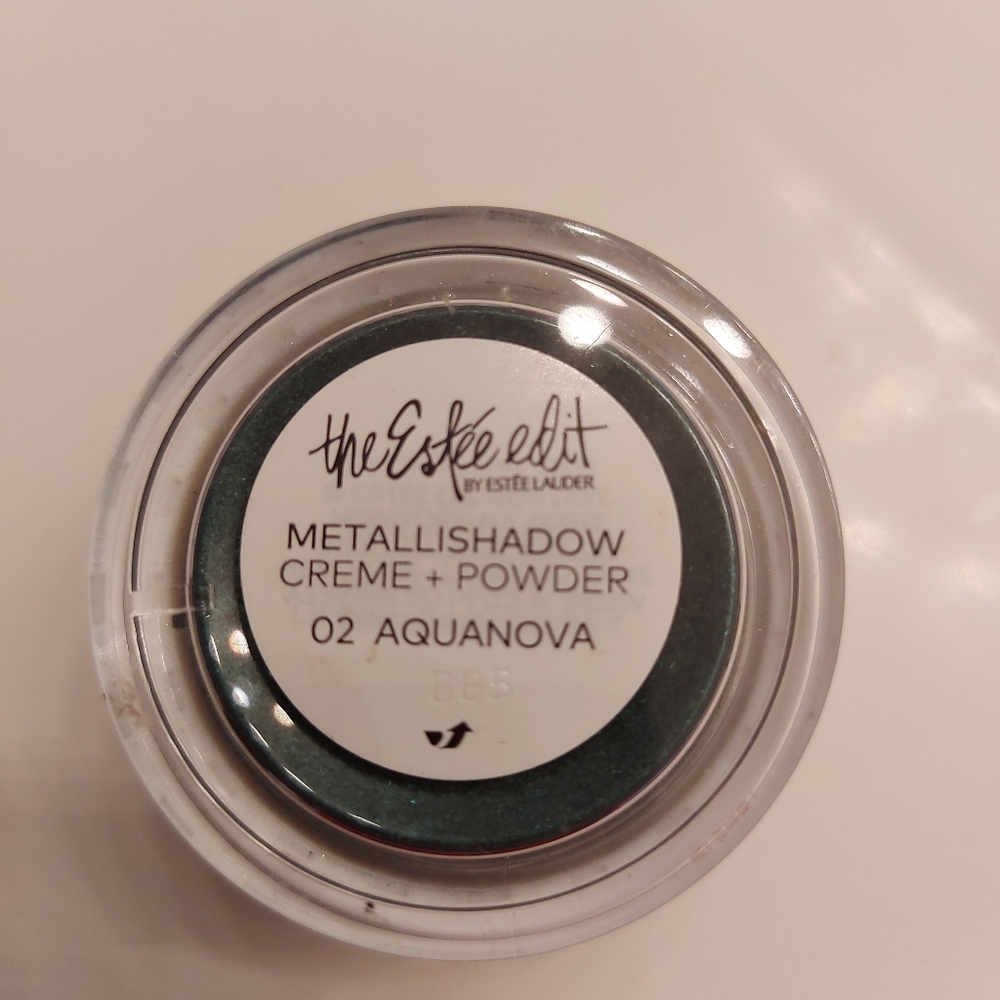 the Estée edit
BY ESTÉE LAUDER
METALLISHADOW
CREME + POWDER
02 AQUANOVA